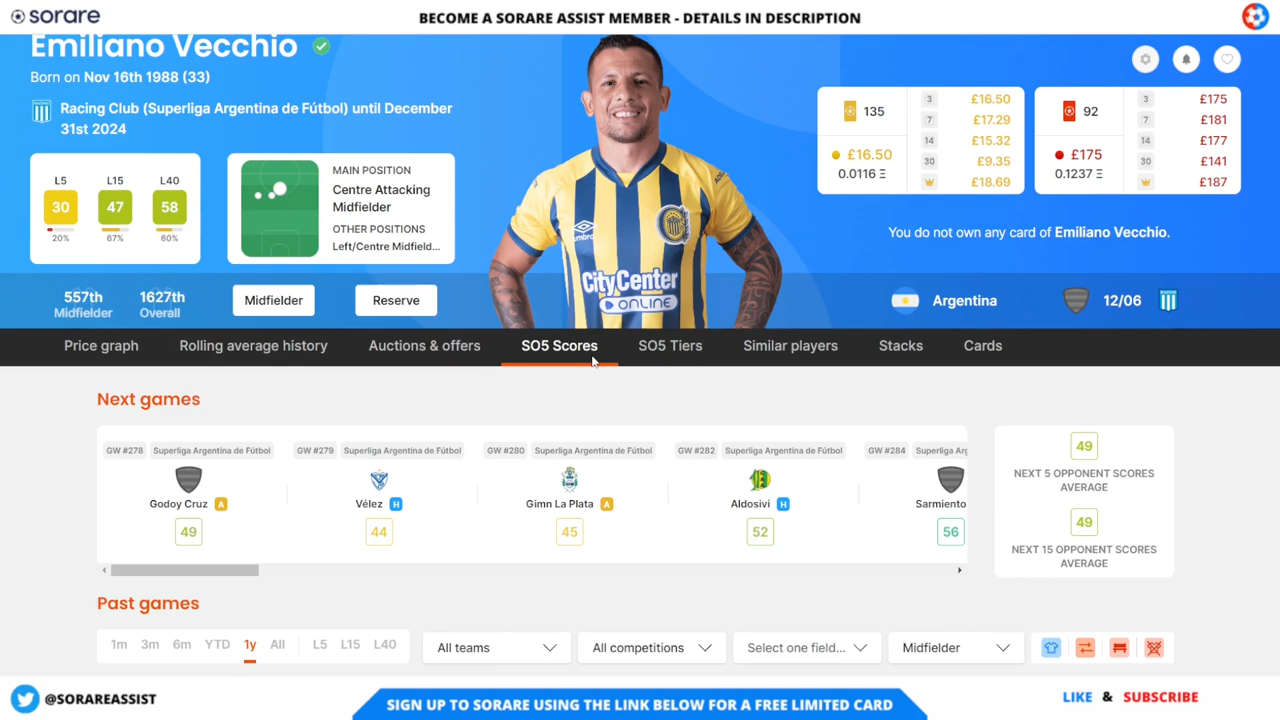 sorare
BECOME A SORARE ASSIST MEMBER - DETAILS IN DESCRIPTION
Emiliano Vecchio
Born on Nov 16th 1988 (33)
Racing Club (Superliga Argentina de Fútbol) until December
31st 2024
L5 L15 L40
30 47 58
20% 67% 60%
MAIN POSITION
Centre Attacking
Midfielder
OTHER POSITIONS
Left/Centre Midfield...
557th
Midfielder
1627th
Overall
Midfielder
Reserve
umbro
CityCenter
ONLINE
135
£16.50
0.0116 Ξ
3 £16.50
7 £17.29
14 £15.32
30 £9.35
£18.69
92
£175
0.1237 Ξ
3 £175
7 £181
14 £177
30 £141
£187
You do not own any card of Emiliano Vecchio.
Argentina
12/06
Price graph Rolling average history Auctions & offers SO5 Scores SO5 Tiers Similar players Stacks Cards
Next games
GW #278 Superliga Argentina de Fútbol
Godoy Cruz A
49
GW #279 Superliga Argentina de Fútbol
Vélez H
44
GW #280 Superliga Argentina de Fútbol
Gimn La Plata A
45
GW #282 Superliga Argentina de Fútbol
Aldosivi H
52
GW #284 Superliga Arg
Sarmiento
56
49
NEXT 5 OPPONENT SCORES
AVERAGE
49
NEXT 15 OPPONENT SCORES
AVERAGE
Past games
1m 3m 6m YTD 1y All L5 L15 L40
All teams
All competitions
Select one field...
Midfielder
@SORAREASSIST
SIGN UP TO SORARE USING THE LINK BELOW FOR A FREE LIMITED CARD
LIKE & SUBSCRIBE